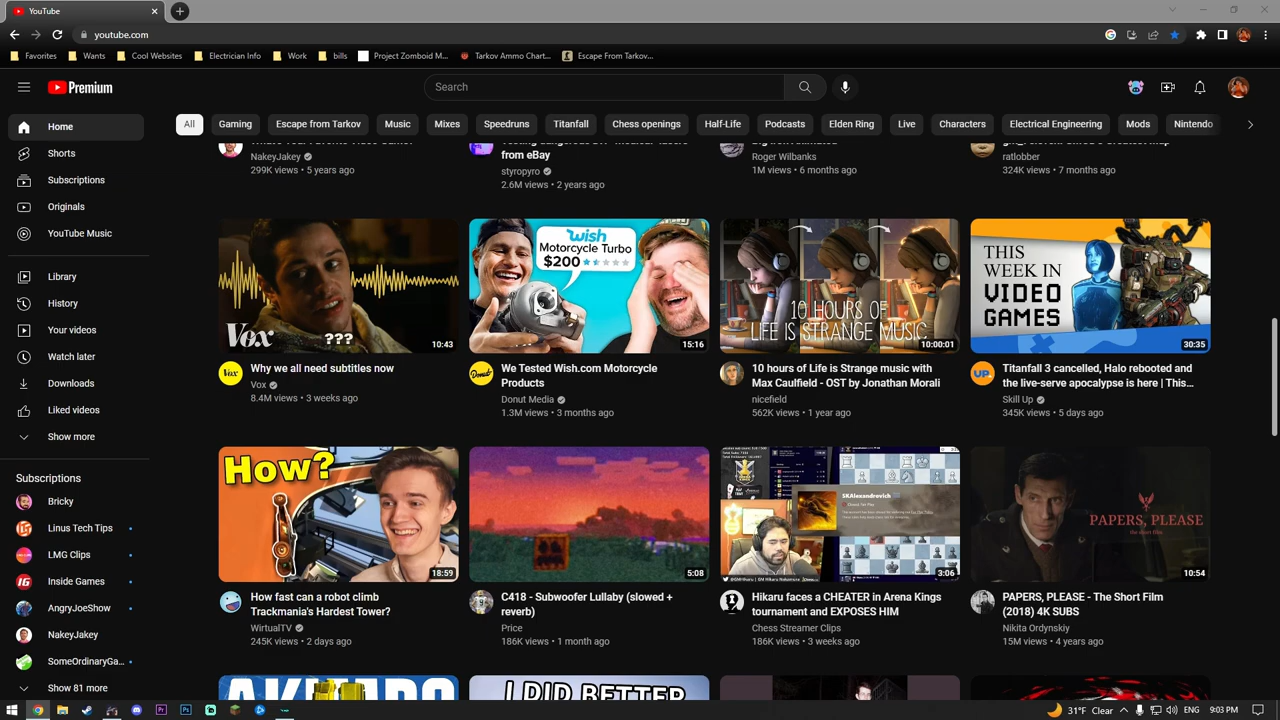 YouTube
youtube.com
Favorites
Wants
Cool Websites
Electrician Info
Work
bills
Project Zomboid M...
Tarkov Ammo Chart...
Escape From Tarkov...
Premium
Search
All
Gaming
Escape from Tarkov
Music
Mixes
Speedruns
Titanfall
Chess openings
Half-Life
Podcasts
Elden Ring
Live
Characters
Electrical Engineering
Mods
Nintendo
Home
Shorts
Subscriptions
Originals
YouTube Music
Library
History
Your videos
Watch later
Downloads
Liked videos
Show more
Subscriptions
Bricky
Linus Tech Tips
LMG Clips
Inside Games
AngryJoeShow
NakeyJakey
SomeOrdinaryGa...
Show 81 more
NakeyJakey
299K views • 5 years ago
from eBay
styropyro
2.6M views • 2 years ago
Roger Wilbanks
1M views • 6 months ago
ratlobber
324K views • 7 months ago
Vox
???
10:43
Why we all need subtitles now
Vox
8.4M views • 3 weeks ago
wish
Motorcycle Turbo
$200
15:16
We Tested Wish.com Motorcycle
Products
Donut Media
1.3M views • 3 months ago
10 HOURS OF
LIFE IS STRANGE MUSIC
10:00:01
10 hours of Life is Strange music with
Max Caulfield - OST by Jonathan Morali
nicefield
562K views • 1 year ago
THIS
WEEK IN
VIDEO
GAMES
30:35
UP
Titanfall 3 cancelled, Halo rebooted and
the live-serve apocalypse is here | This...
Skill Up
345K views • 5 days ago
How?
18:59
How fast can a robot climb
Trackmania's Hardest Tower?
WirtualTV
245K views • 2 days ago
5:08
C418 - Subwoofer Lullaby (slowed +
reverb)
Price
186K views • 1 month ago
SKAlexandrevich
3:06
Hikaru faces a CHEATER in Arena Kings
tournament and EXPOSES HIM
Chess Streamer Clips
186K views • 3 weeks ago
PAPERS, PLEASE
the short film
10:54
PAPERS, PLEASE - The Short Film
(2018) 4K SUBS
Nikita Ordynskiy
15M views • 4 years ago
I DID BETTER
31°F Clear
ENG
9:03 PM